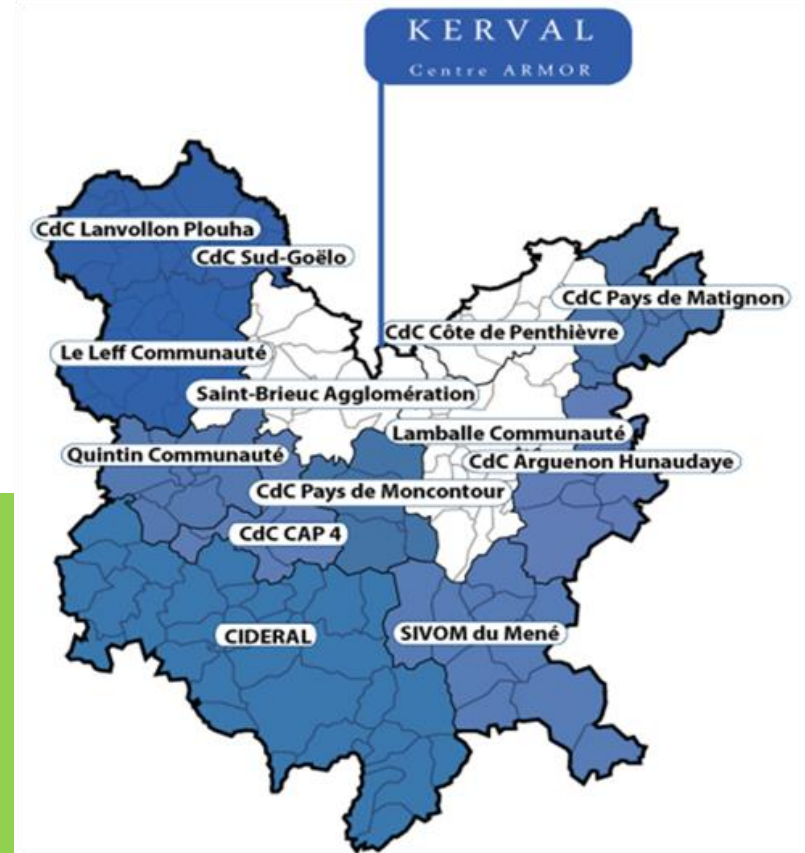 KERVAL
Centre ARMOR
CdC Lanvollon Plouha
CdC Sud-Goëlo
CdC Pays de Matignon
CdC Côte de Penthièvre
Le Leff Communauté
Saint-Brieuc Agglomération
Lamballe Communauté
Quintin Communauté
CdC Arguenon Hunaudaye
CdC Pays de Moncontour
CdC CAP 4
CIDERAL
SIVOM du Mené